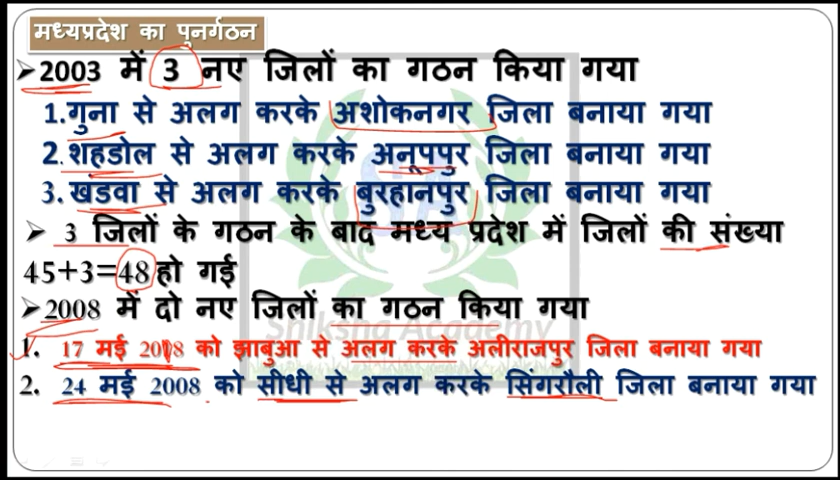 मध्यप्रदेश का पुनर्गठन
➢2003 में 3 नए जिलों का गठन किया गया
1.गुना से अलग करके अशोकनगर जिला बनाया गया
2.शहडोल से अलग करके अनूपपुर जिला बनाया गया
3. खंडवा से अलग करके बुरहानपुर जिला बनाया गया
➢ 3 जिलों के गठन के बाद मध्य प्रदेश में जिलों की संख्या
45+3=48 हो गई
➢2008 में दो नए जिलों का गठन किया गया
Shiksha Academy
1. 17 मई 2008 को झाबुआ से अलग करके अलीराजपुर जिला बनाया गया
2. 24 मई 2008 को सीधी से अलग करके सिंगरौली जिला बनाया गया